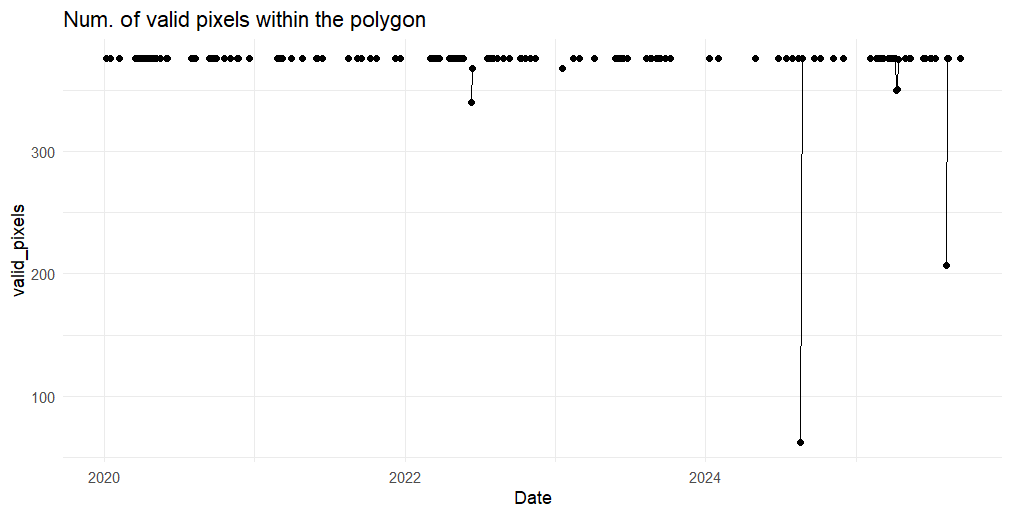 Num. of valid pixels within the polygon
valid_pixels
300
200
100
2020
2022
2024
Date